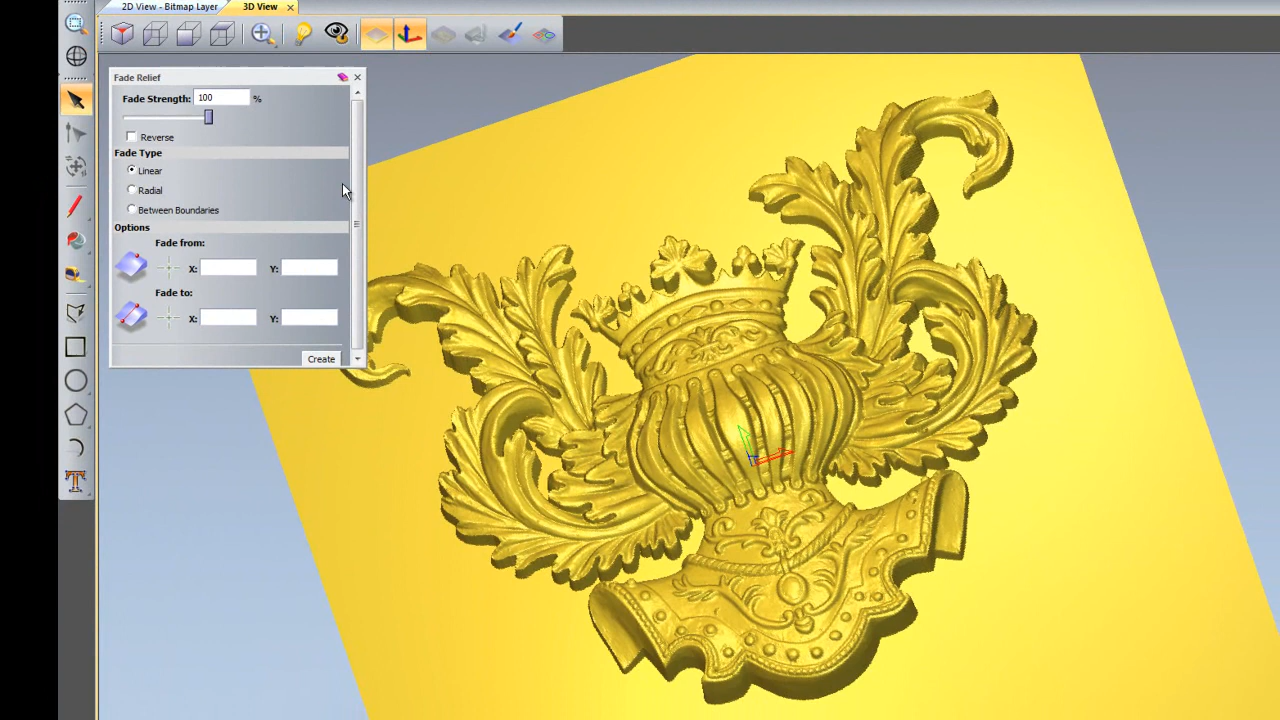 2D View - Bitmap Layer 3D View
Fade Relief
Fade Strength: 100 %
Reverse
Fade Type
Linear
Radial
Between Boundaries
Options
Fade from:
X: Y:
Fade to:
X: Y:
Create
T